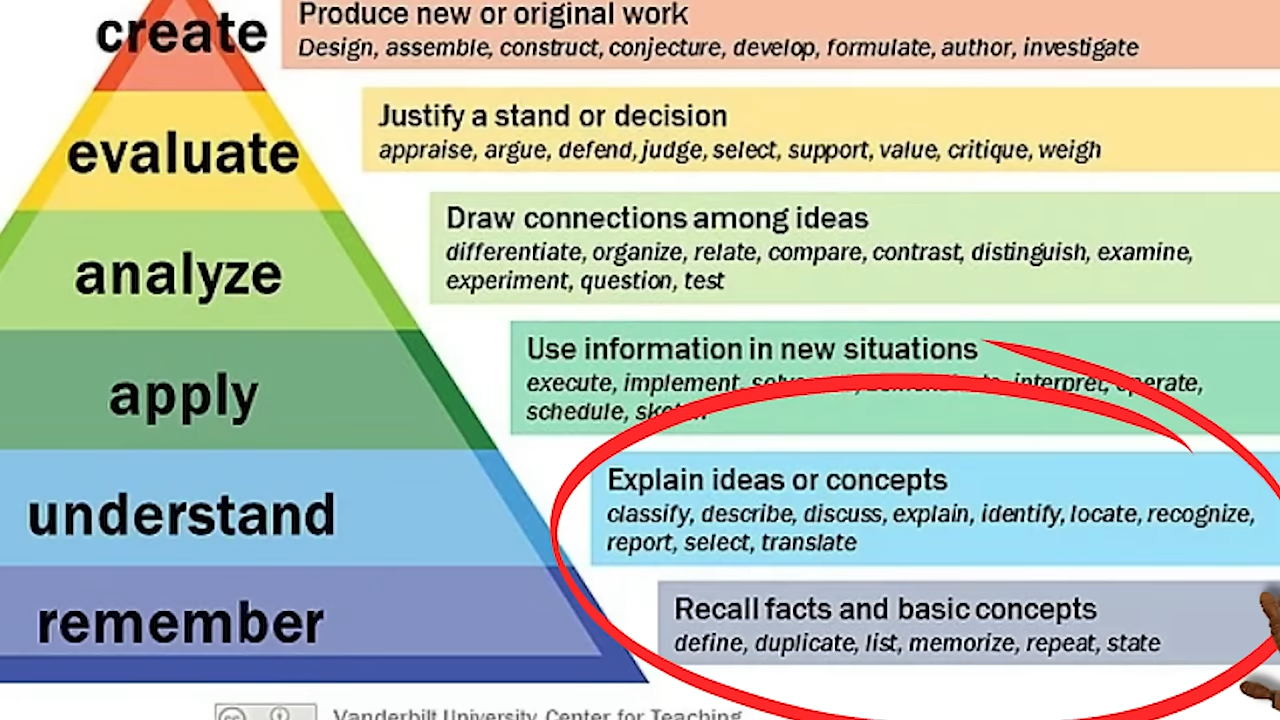 create
Produce new or original work
Design, assemble, construct, conjecture, develop, formulate, author, investigate
evaluate
Justify a stand or decision
appraise, argue, defend, judge, select, support, value, critique, weigh
analyze
Draw connections among ideas
differentiate, organize, relate, compare, contrast, distinguish, examine,
experiment, question, test
apply
Use information in new situations
execute, implement, interpret, operate,
schedule,
understand
Explain ideas or concepts
classify, describe, discuss, explain, identify, locate, recognize,
report, select, translate
remember
Recall facts and basic concepts
define, duplicate, list, memorize, repeat, state
cc
Vanderbilt University Center for Teaching